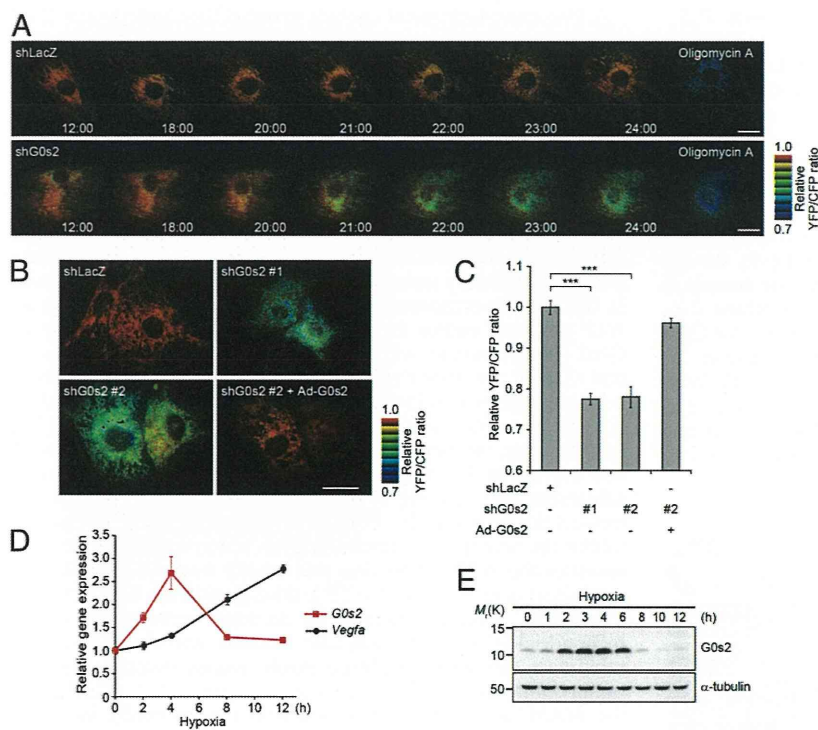 A
shLacZ
Oligomycin A
12:00 18:00 20:00 21:00 22:00 23:00 24:00
shG0s2
Oligomycin A
12:00 18:00 20:00 21:00 22:00 23:00 24:00
1.0
0.7
Relative
YFP/CFP ratio
B
shLacZ
shG0s2 #1
shG0s2 #2
shG0s2 #2 + Ad-G0s2
1.0
0.7
Relative
YFP/CFP ratio
C
Relative YFP/CFP ratio
1.1
1.0
0.9
0.8
0.7
0.6
***
***
shLacZ + - - -
shG0s2 - #1 #2 #2
Ad-G0s2 - - - +
D
Relative gene expression
3.5
3.0
2.5
2.0
1.5
1.0
0.5
0
0 2 4 6 8 10 12 (h)
Hypoxia
G0s2
Vegfa
E
Hypoxia
Mr(K) 0 1 2 3 4 6 8 10 12 (h)
15
10
G0s2
50
α-tubulin